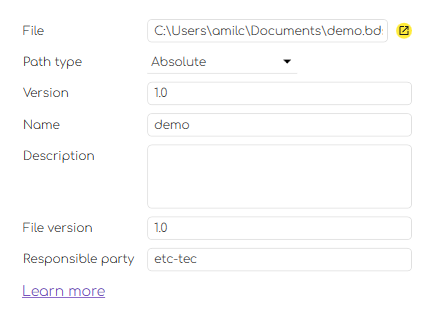 File C:\Users\amilc\Documents\demo.bd
Path type Absolute
Version 1.0
Name demo
Description
File version 1.0
Responsible party etc-tec
Learn more